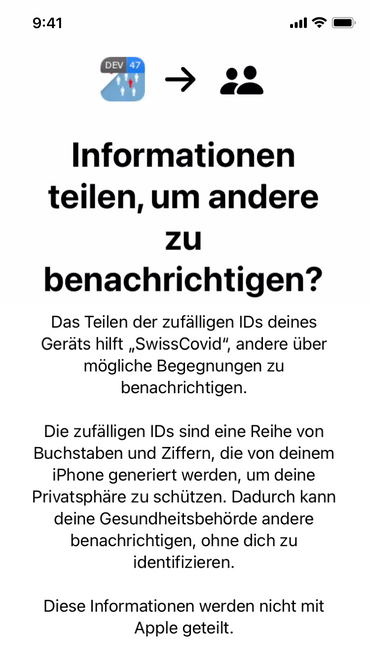 9:41
DEV 47
Informationen
teilen, um andere
zu
benachrichtigen?
Das Teilen der zufälligen IDs deines
Geräts hilft „SwissCovid“, andere über
mögliche Begegnungen zu
benachrichtigen.
Die zufälligen IDs sind eine Reihe von
Buchstaben und Ziffern, die von deinem
iPhone generiert werden, um deine
Privatsphäre zu schützen. Dadurch kann
deine Gesundheitsbehörde andere
benachrichtigen, ohne dich zu
identifizieren.
Diese Informationen werden nicht mit
Apple geteilt.